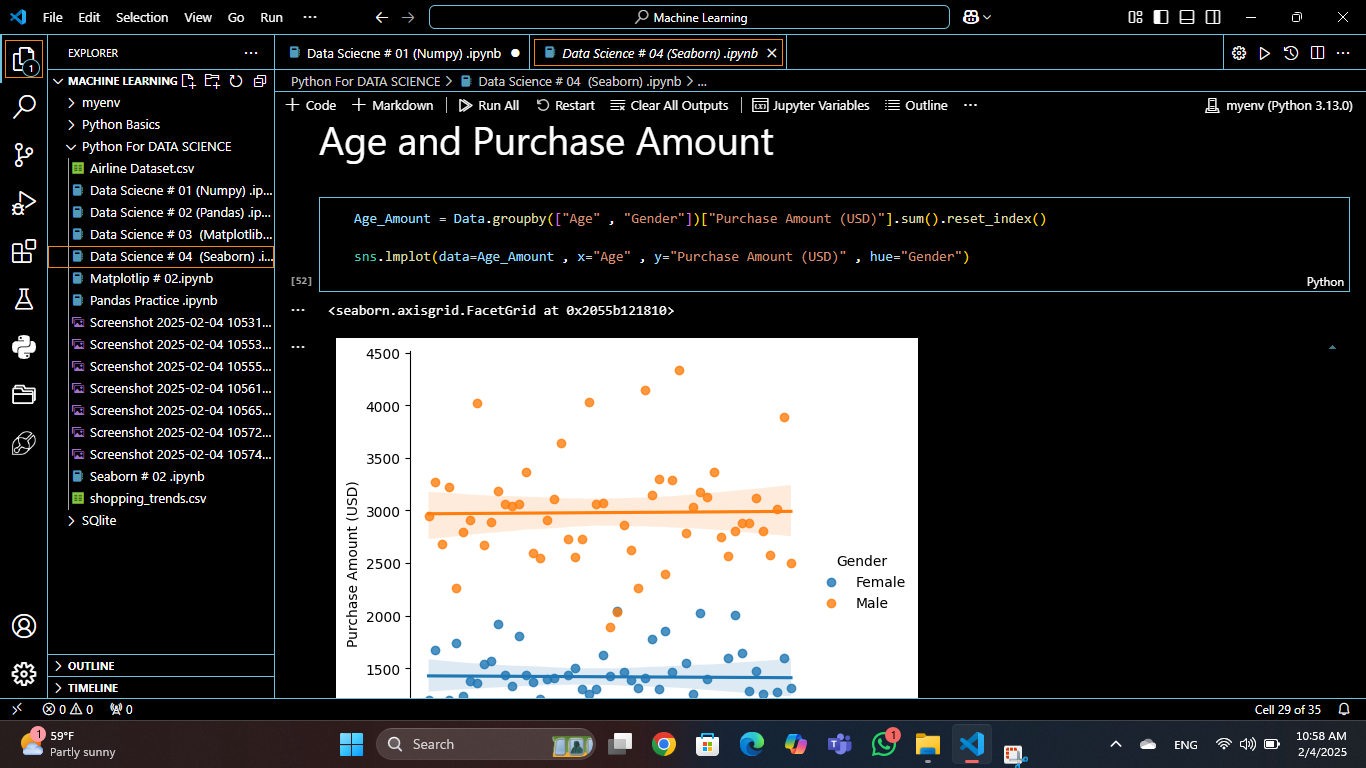 File Edit Selection View Go Run ···
Machine Learning
EXPLORER ···
Data Sciecne # 01 (Numpy) .ipynb
Data Science # 04 (Seaborn) .ipynb
MACHINE LEARNING
Python For DATA SCIENCE > Data Science # 04 (Seaborn) .ipynb > ...
myenv
Python Basics
Python For DATA SCIENCE
Airline Dataset.csv
Data Sciecne # 01 (Numpy) .ip...
Data Science # 02 (Pandas) .ip...
Data Science # 03 (Matplotlib...
Data Science # 04 (Seaborn) .i...
Matplotlip # 02.ipynb
Pandas Practice .ipynb
Screenshot 2025-02-04 10531...
Screenshot 2025-02-04 10553...
Screenshot 2025-02-04 10555...
Screenshot 2025-02-04 10561...
Screenshot 2025-02-04 10565...
Screenshot 2025-02-04 10572...
Screenshot 2025-02-04 10574...
Seaborn # 02 .ipynb
shopping_trends.csv
SQlite
OUTLINE
TIMELINE
+ Code + Markdown Run All Restart Clear All Outputs Jupyter Variables Outline ··· myenv (Python 3.13.0)
Age and Purchase Amount
Age_Amount = Data.groupby(["Age" , "Gender"])["Purchase Amount (USD)"].sum().reset_index()
sns.lmplot(data=Age_Amount , x="Age" , y="Purchase Amount (USD)" , hue="Gender")
[52]
Python
<seaborn.axisgrid.FacetGrid at 0x2055b121810>
4500
4000
3500
3000
2500
2000
1500
Purchase Amount (USD)
Gender
Female
Male
0 0 0
Cell 29 of 35
1
59°F
Partly sunny
Search
1
ENG
10:58 AM
2/4/2025
1